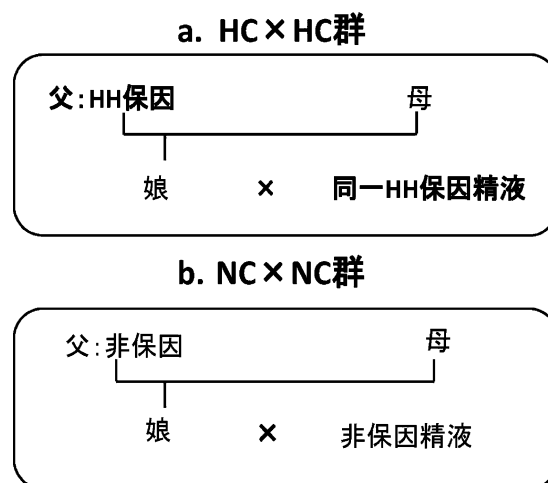 a. HC×HC群
父:HH保因 母
娘 × 同一HH保因精液
b. NC×NC群
父:非保因 母
娘 × 非保因精液